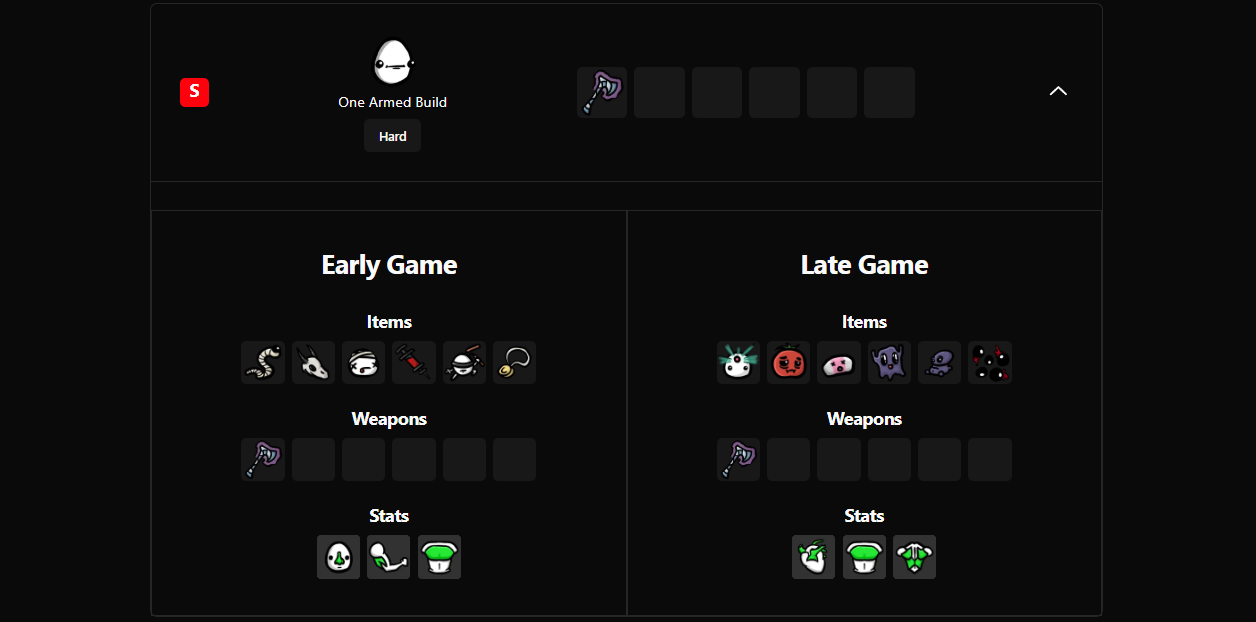 S
One Armed Build
Hard
Early Game
Items
Weapons
Stats
Late Game
Items
Weapons
Stats